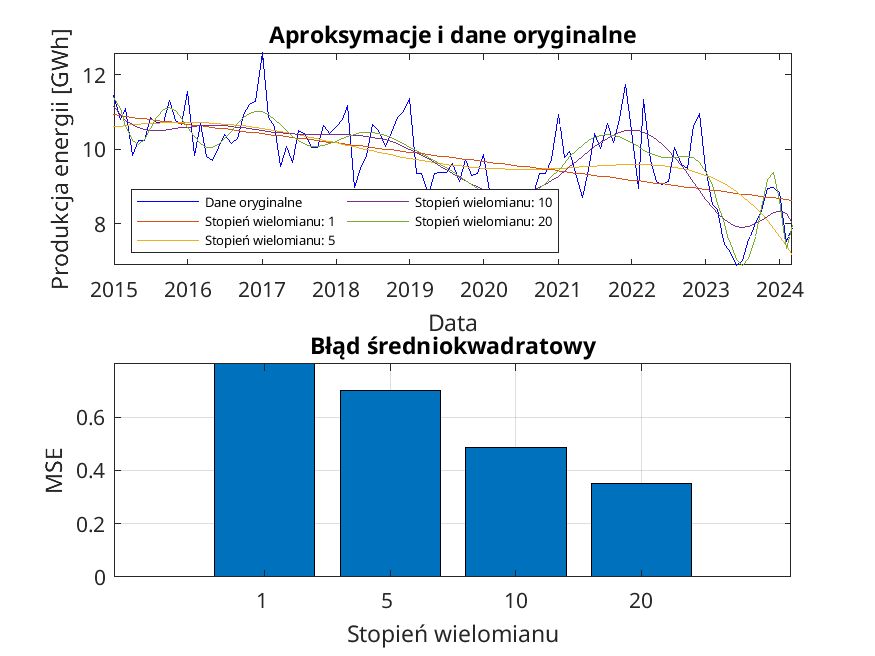 Aproksymacje i dane oryginalne
Produkcja energii [GWh]
12
10
8
Dane oryginalne
Stopień wielomianu: 1
Stopień wielomianu: 5
Stopień wielomianu: 10
Stopień wielomianu: 20
2015 2016 2017 2018 2019 2020 2021 2022 2023 2024
Data
Błąd średniokwadratowy
MSE
0.6
0.4
0.2
0
1 5 10 20
Stopień wielomianu